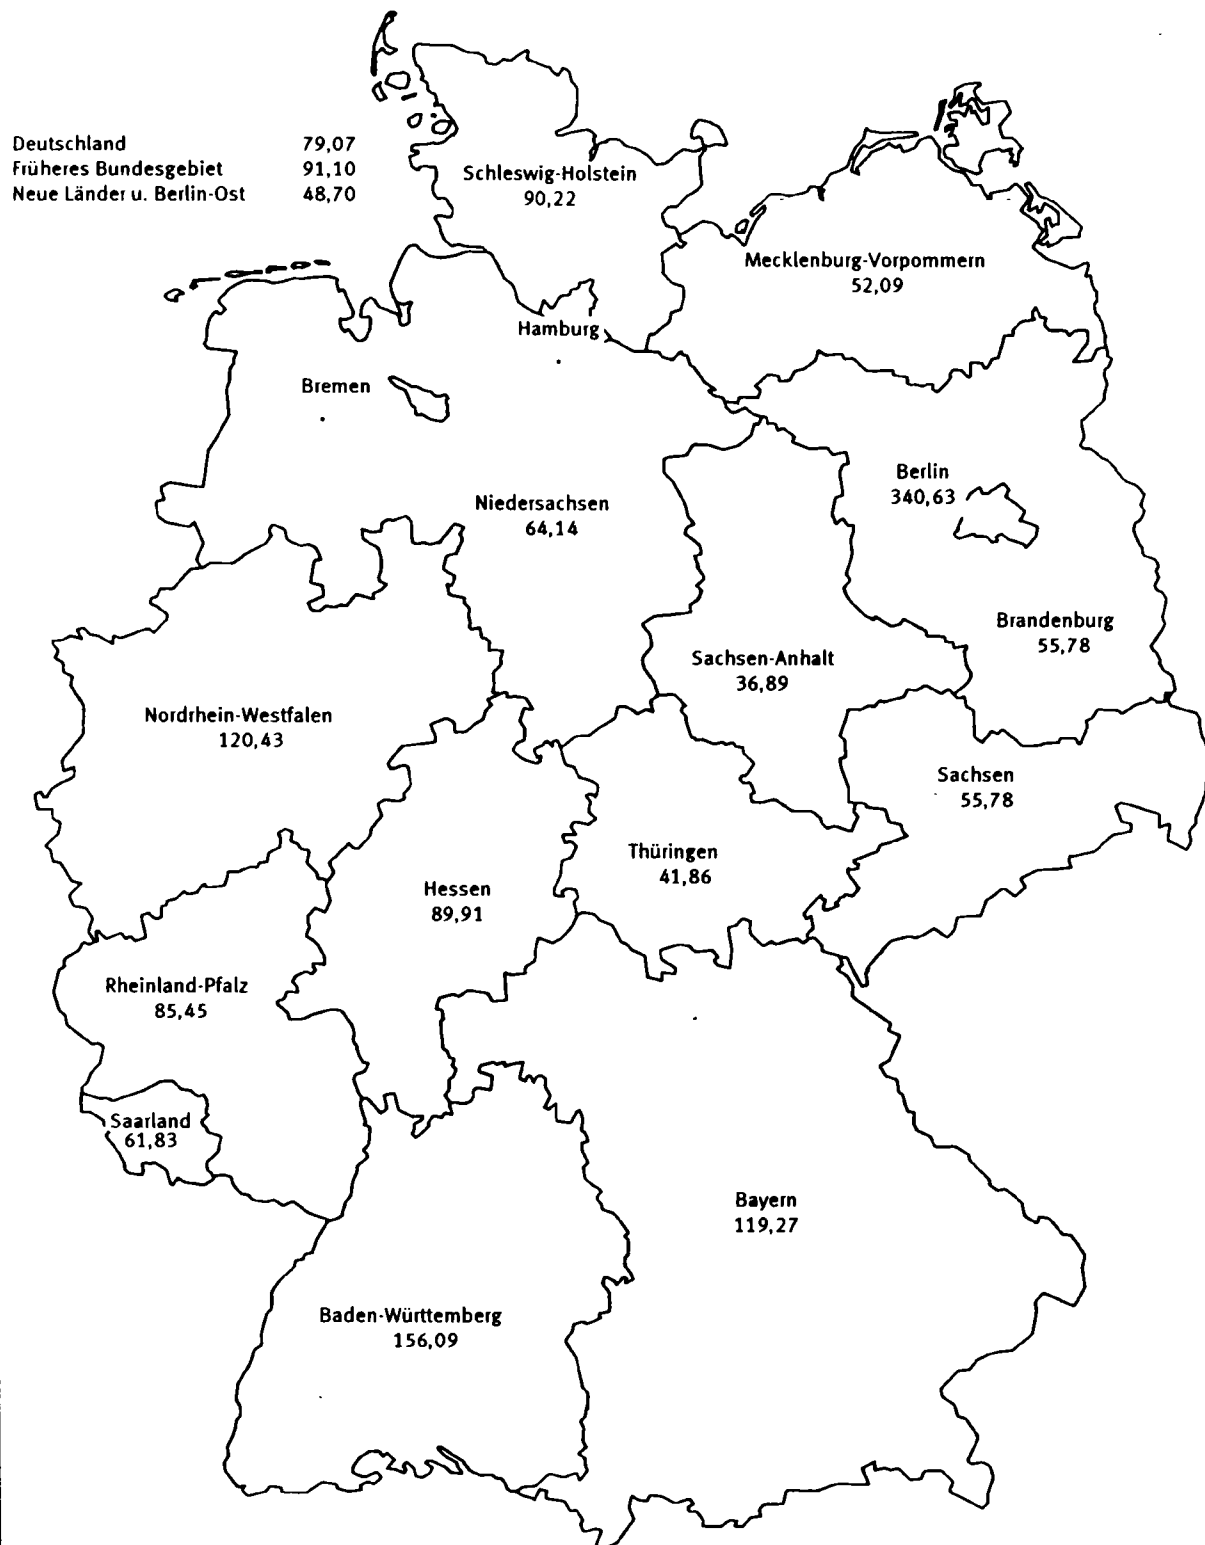 Deutschland 79,07
Früheres Bundesgebiet 91,10
Neue Länder u. Berlin-Ost 48,70
Schleswig-Holstein
90,22
Mecklenburg-Vorpommern
52,09
Hamburg
Bremen
Berlin
340,63
Niedersachsen
64,14
Brandenburg
55,78
Sachsen-Anhalt
36,89
Nordrhein-Westfalen
120,43
Sachsen
55,78
Thüringen
41,86
Hessen
89,91
Rheinland-Pfalz
85,45
Saarland
61,83
Bayern
119,27
Baden-Württemberg
156,09